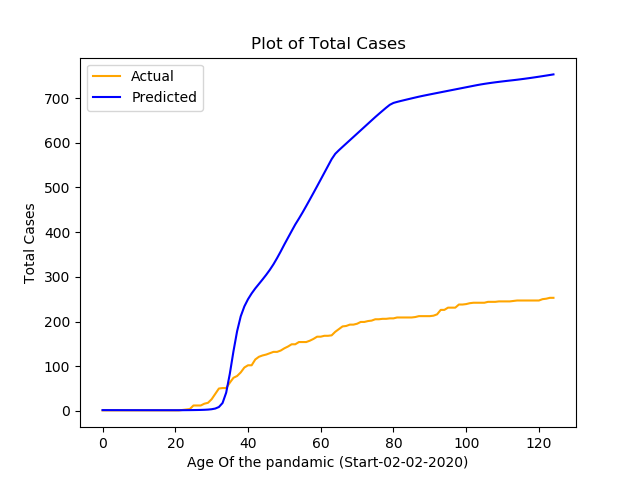 Plot of Total Cases
Actual
Predicted
Total Cases
700
600
500
400
300
200
100
0
0 20 40 60 80 100 120
Age Of the pandamic (Start-02-02-2020)